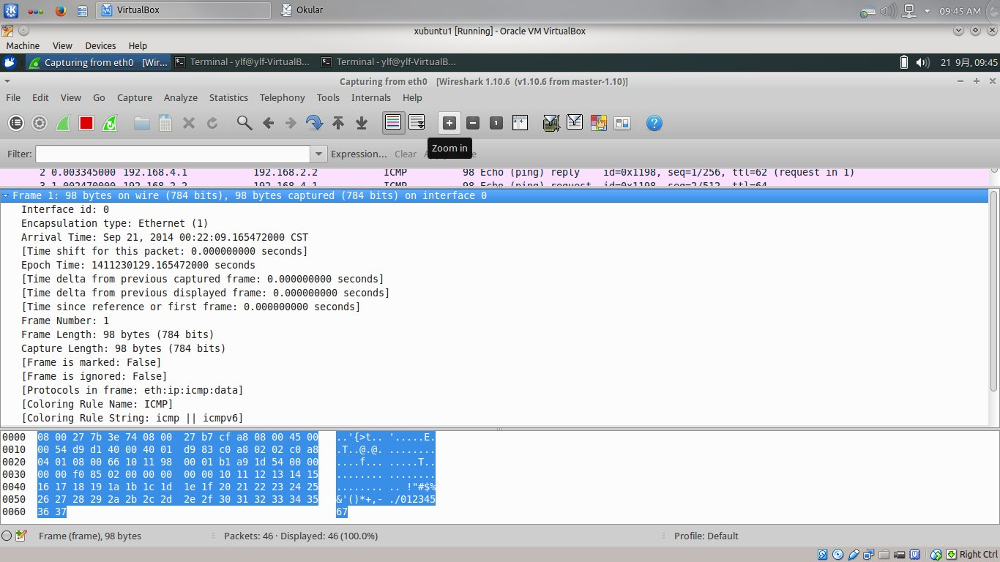 VirtualBox
Okular
09:45 AM
xubuntu1 [Running] - Oracle VM VirtualBox
Machine View Devices Help
Capturing from eth0 [Wir...
Terminal - ylf@ylf-VirtualB...
Terminal - ylf@ylf-VirtualB...
21 9月, 09:45
Capturing from eth0 [Wireshark 1.10.6 (v1.10.6 from master-1.10)]
File Edit View Go Capture Analyze Statistics Telephony Tools Internals Help
Filter: Expression... Clear
Zoom in
2 0.003345000 192.168.4.1 192.168.2.2 ICMP 98 Echo (ping) reply id=0x1198, seq=1/256, ttl=62 (request in 1)
3 1.002470000 192.168.2.2 192.168.4.1 ICMP 98 Echo (ping) request id=0x1198, seq=2/512, ttl=64
Frame 1: 98 bytes on wire (784 bits), 98 bytes captured (784 bits) on interface 0
Interface id: 0
Encapsulation type: Ethernet (1)
Arrival Time: Sep 21, 2014 00:22:09.165472000 CST
[Time shift for this packet: 0.000000000 seconds]
Epoch Time: 1411230129.165472000 seconds
[Time delta from previous captured frame: 0.000000000 seconds]
[Time delta from previous displayed frame: 0.000000000 seconds]
[Time since reference or first frame: 0.000000000 seconds]
Frame Number: 1
Frame Length: 98 bytes (784 bits)
Capture Length: 98 bytes (784 bits)
[Frame is marked: False]
[Frame is ignored: False]
[Protocols in frame: eth:ip:icmp:data]
[Coloring Rule Name: ICMP]
[Coloring Rule String: icmp || icmpv6]
0000 08 00 27 7b 3e 74 08 00 27 b7 cf a8 08 00 45 00 ..'{>t.. '.....E.
0010 00 54 d9 d1 40 00 40 01 d9 83 c0 a8 02 02 c0 a8 .T..@.@. ........
0020 04 01 08 00 66 10 11 98 00 01 b1 a9 1d 54 00 00 ....f... .....T..
0030 00 00 f0 85 02 00 00 00 00 00 10 11 12 13 14 15 ........ ........
0040 16 17 18 19 1a 1b 1c 1d 1e 1f 20 21 22 23 24 25 ........ .. !"#$%
0050 26 27 28 29 2a 2b 2c 2d 2e 2f 30 31 32 33 34 35 &'()*+,- ./012345
0060 36 37 67
Frame (frame), 98 bytes
Packets: 46 · Displayed: 46 (100.0%)
Profile: Default
Right Ctrl